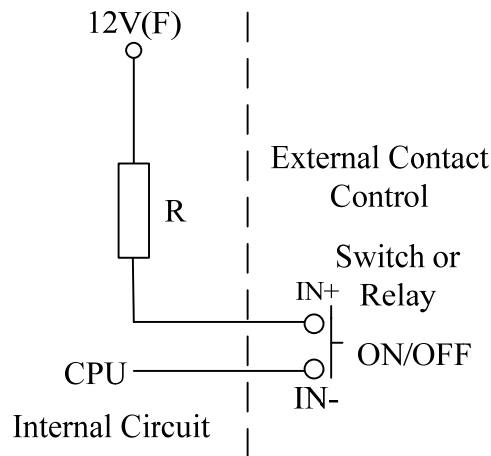 12V(F)
R
External Contact
Control
Switch or
Relay
IN+
ON/OFF
CPU
IN-
Internal Circuit